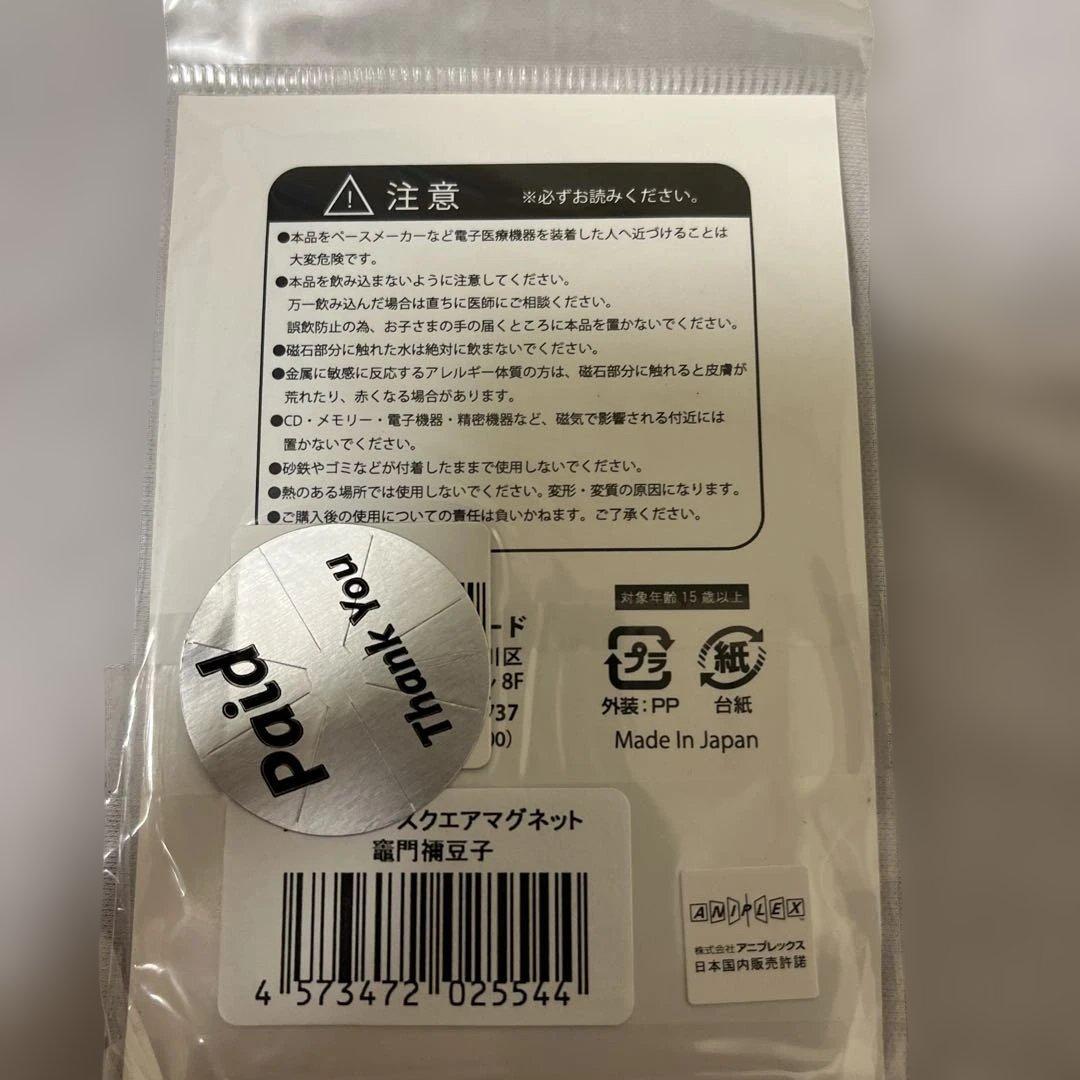 注意 ※必ずお読みください。
●本品をペースメーカーなど電子医療機器を装着した人へ近づけることは
大変危険です。
●本品を飲み込まないように注意してください。
万一飲み込んだ場合は直ちに医師にご相談ください。
誤飲防止の為、お子さまの手の届くところに本品を置かないでください。
●磁石部分に触れた水は絶対に飲まないでください。
●金属に敏感に反応するアレルギー体質の方は、磁石部分に触れると皮膚が
荒れたり、赤くなる場合があります。
●CD・メモリー・電子機器・精密機器など、磁気で影響される付近には
置かないでください。
●砂鉄やゴミなどが付着したままで使用しないでください。
●熱のある場所では使用しないでください。変形・変質の原因になります。
●ご購入後の使用についての責任は負いかねます。ご了承ください。
Thank You
Paid
ード
川区
8F
737
00)
対象年齢15歳以上
プラ
紙
外装:PP
台紙
Made In Japan
スクエアマグネット
竈門禰豆子
4 573472 025544
ANIPLEX
株式会社アニプレックス
日本国内販売許諾